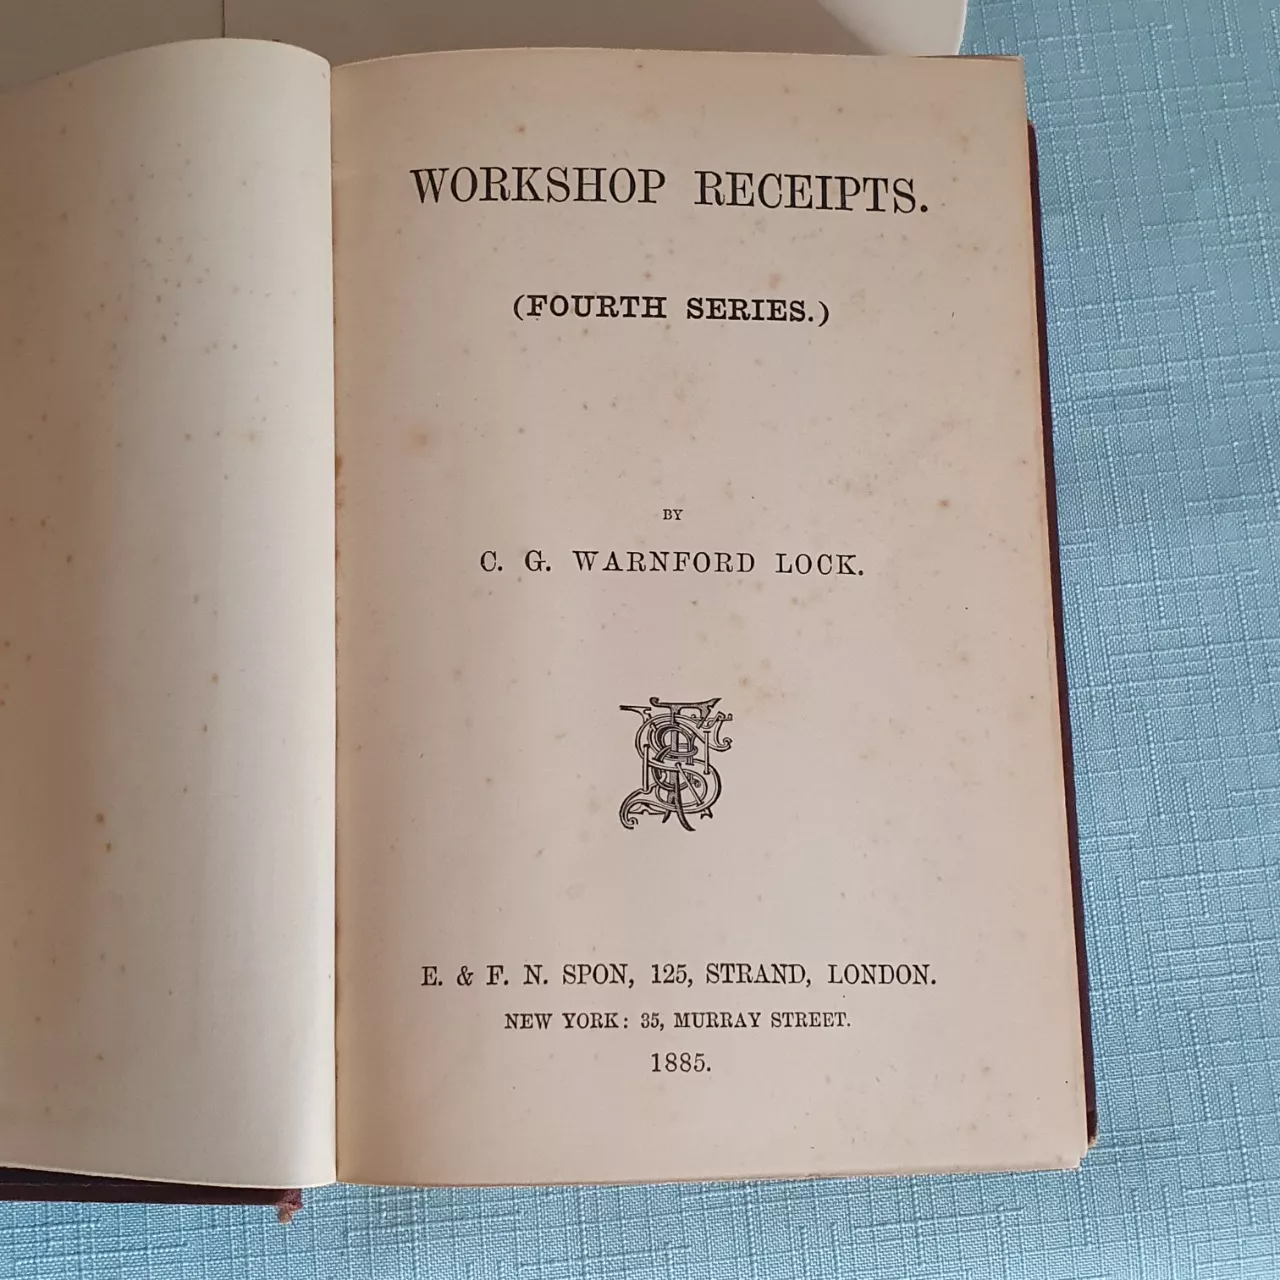 WORKSHOP RECEIPTS.
(FOURTH SERIES.)
BY
C. G. WARNFORD LOCK.
E. & F. N. SPON, 125, STRAND, LONDON.
NEW YORK: 35, MURRAY STREET.
1885.